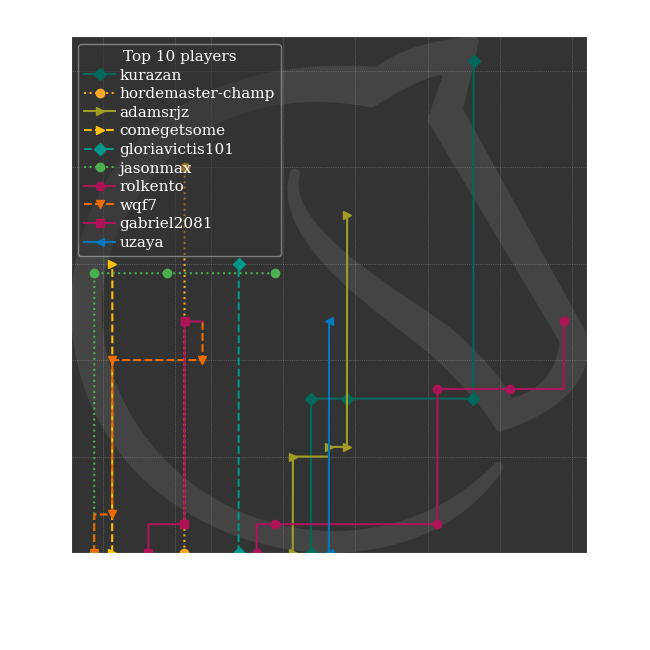 Top 10 players
kurazan
hordemaster-champ
adamsrjz
comegetsome
gloriavictis101
jasonmax
rolkento
wqf7
gabriel2081
uzaya